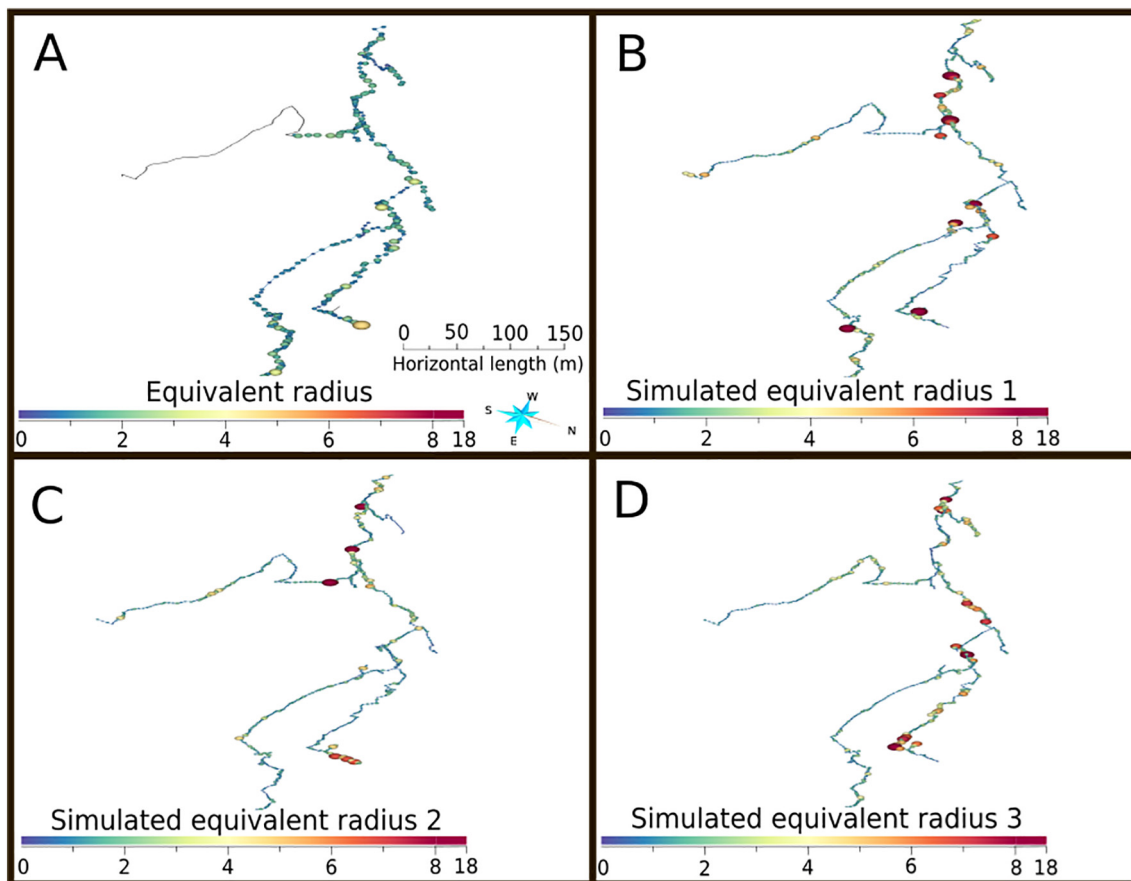 A
0 50 100 150
Horizontal length (m)
Equivalent radius
0 2 4 6 8 18
W
S
N
E
B
Simulated equivalent radius 1
0 2 4 6 8 18
C
Simulated equivalent radius 2
0 2 4 6 8 18
D
Simulated equivalent radius 3
0 2 4 6 8 18